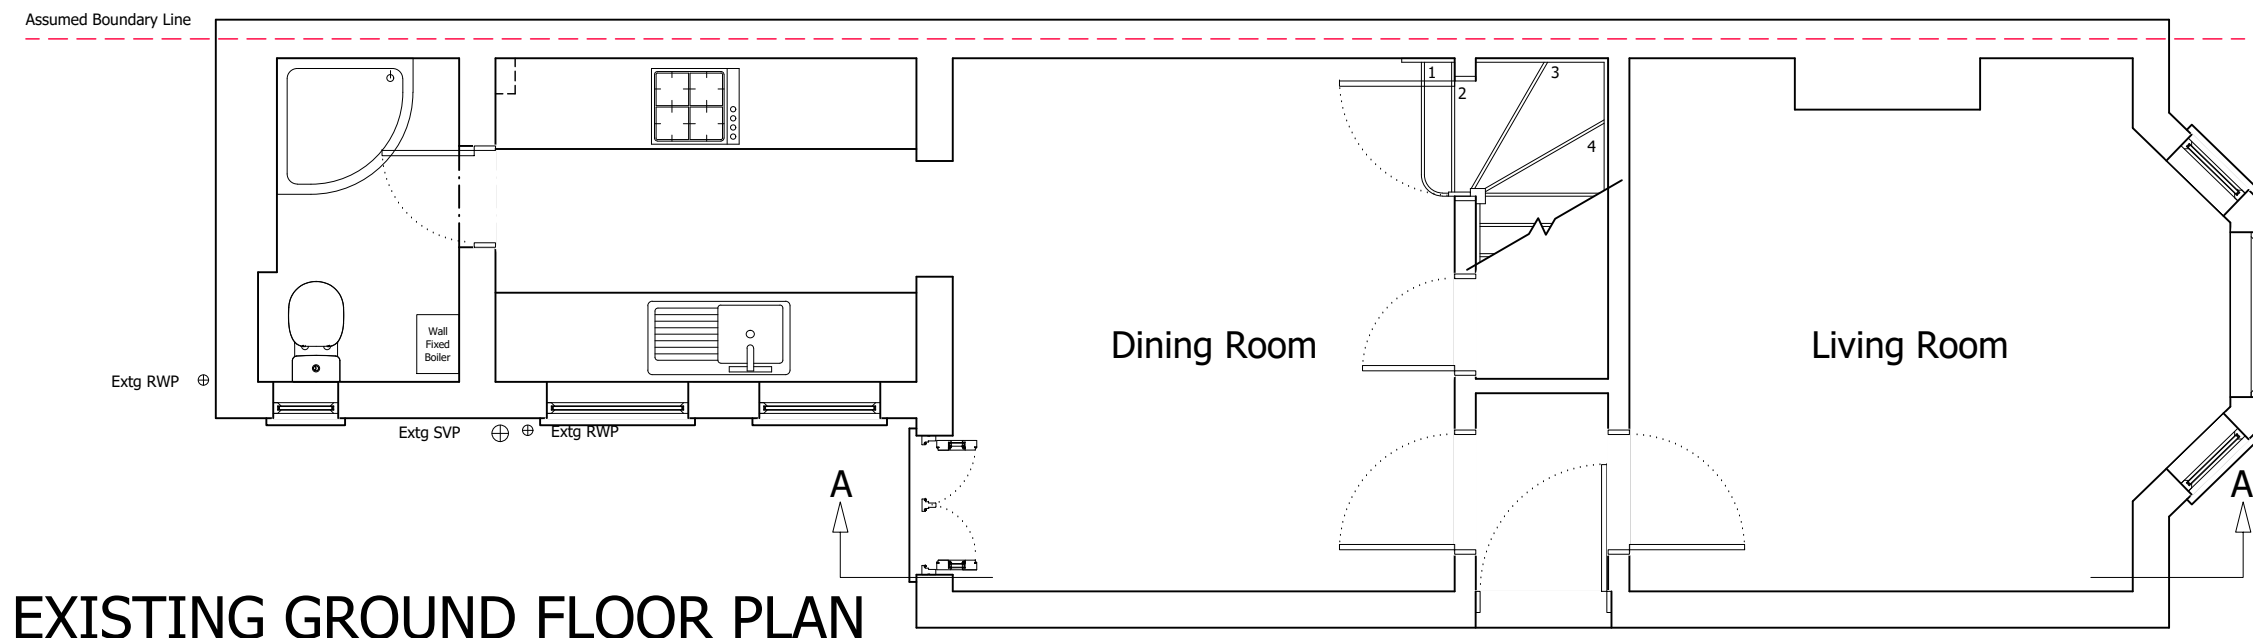 Assumed Boundary Line
1
2
3
4
Wall
Fixed
Boiler
Dining Room
Living Room
Extg RWP
Extg SVP
Extg RWP
A
A
EXISTING GROUND FLOOR PLAN